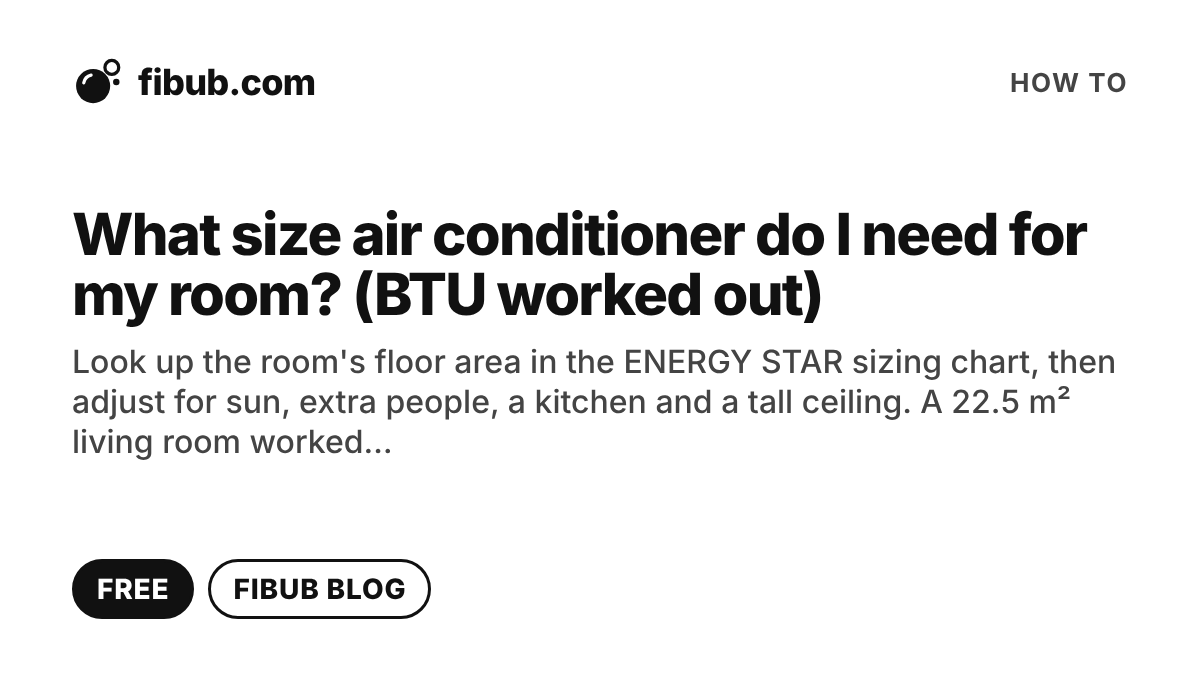 fibub.com
HOW TO
What size air conditioner do I need for
my room? (BTU worked out)
Look up the room's floor area in the ENERGY STAR sizing chart, then
adjust for sun, extra people, a kitchen and a tall ceiling. A 22.5 m²
living room worked…
FREE
FIBUB BLOG